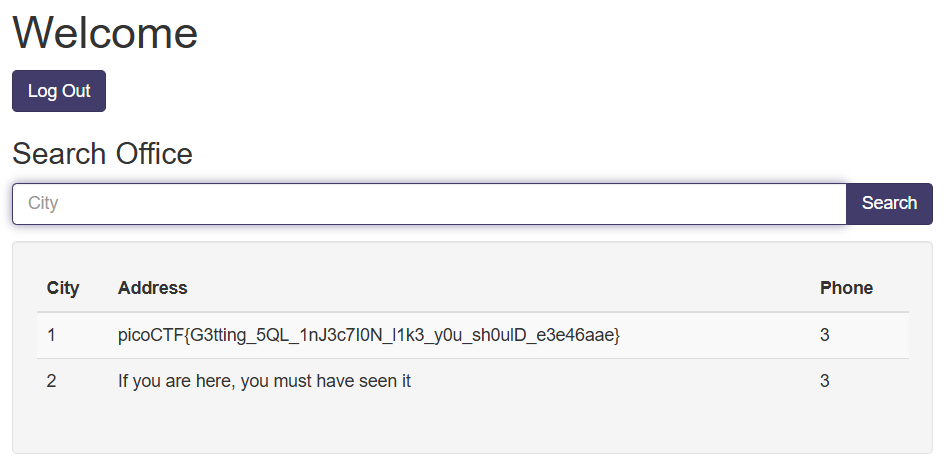 Welcome
Log Out
Search Office
City Search
City Address Phone
1 picoCTF{G3tting_5QL_1nJ3c7I0N_l1k3_y0u_sh0ulD_e3e46aae} 3
2 If you are here, you must have seen it 3